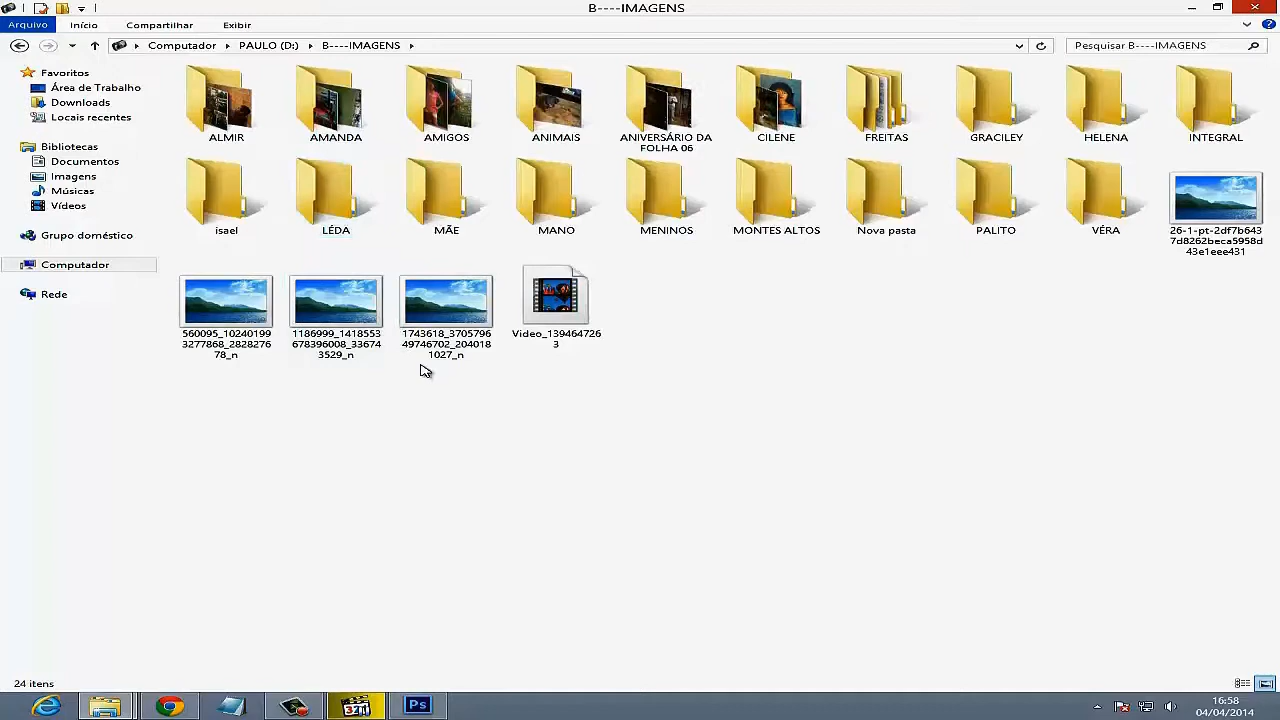 B----IMAGENS
Arquivo Início Compartilhar Exibir
Computador PAULO (D:) B----IMAGENS
Pesquisar B----IMAGENS
Favoritos
Área de Trabalho
Downloads
Locais recentes
Bibliotecas
Documentos
Imagens
Músicas
Vídeos
Grupo doméstico
Computador
Rede
ALMIR
AMANDA
AMIGOS
ANIMAIS
ANIVERSÁRIO DA
FOLHA 06
CILENE
FREITAS
GRACILEY
HELENA
INTEGRAL
isael
LÉDA
MÃE
MANO
MENINOS
MONTES ALTOS
Nova pasta
PALITO
VÉRA
26-1-pt-2df7b643
7d8262beca5958d
43e1eee431
560095_10240199
3277868_2828276
78_n
1186999_1418553
678396008_33674
3529_n
1743618_3705796
49746702_204018
1027_n
Video_139464726
3
24 itens
321
Ps
16:58
04/04/2014